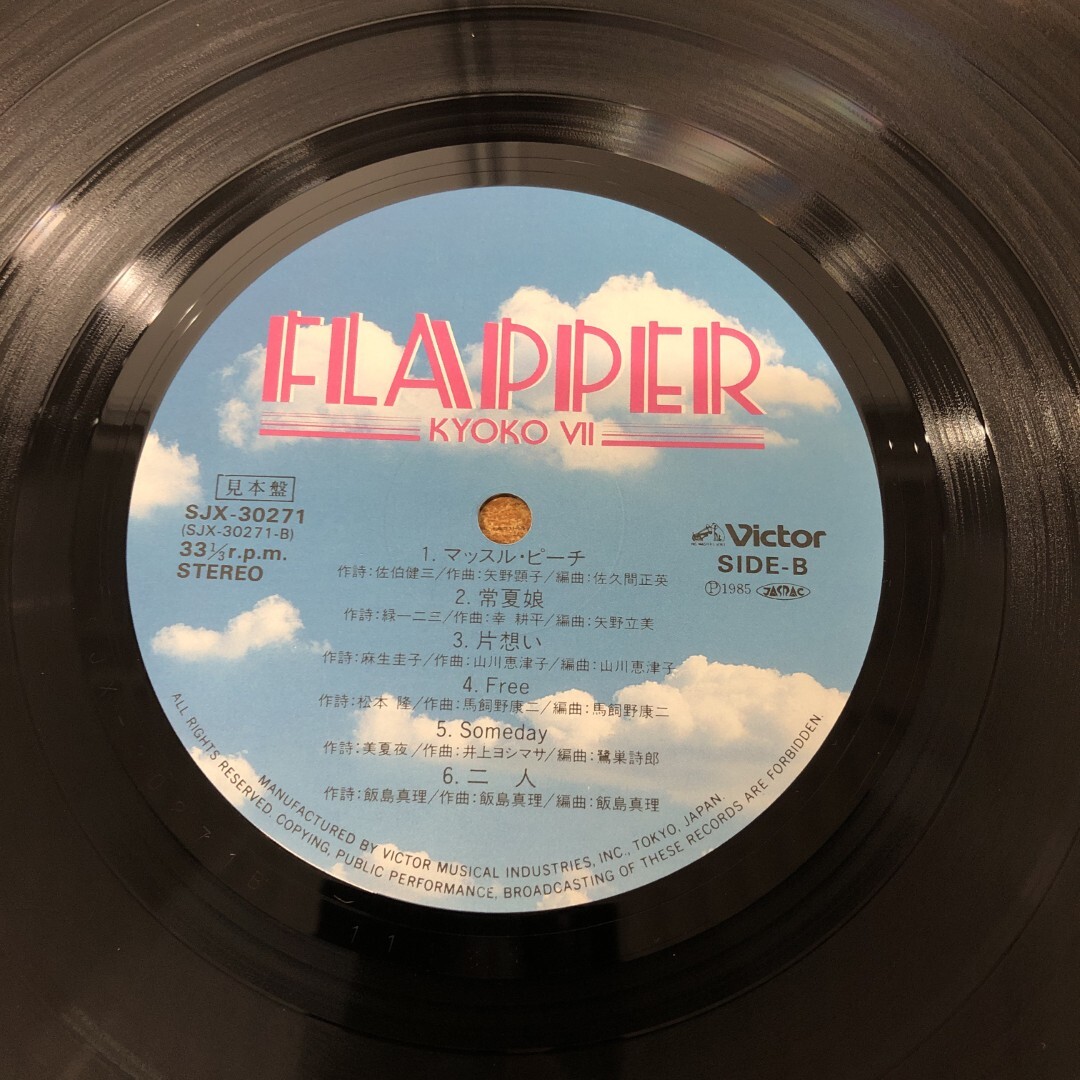 FLAPPER
KYOKO VII
見本盤
SJX-30271
(SJX-30271-B)
33⅓r.p.m.
STEREO
Victor
SIDE-B
Ⓟ1985 JASRAC
1. マッスル・ピーチ
作詩:佐伯健三/作曲:矢野顕子/編曲:佐久間正英
2. 常夏娘
作詩:緑一二三/作曲:幸 耕平/編曲:矢野立美
3. 片想い
作詩:麻生圭子/作曲:山川恵津子/編曲:山川恵津子
4. Free
作詩:松本 隆/作曲:馬飼野康二/編曲:馬飼野康二
5. Someday
作詩:美夏夜/作曲:井上ヨシマサ/編曲:鷺巣詩郎
6. 二 人
作詩:飯島真理/作曲:飯島真理/編曲:飯島真理
MANUFACTURED BY VICTOR MUSICAL INDUSTRIES, INC., TOKYO, JAPAN.
ALL RIGHTS RESERVED. COPYING, PUBLIC PERFORMANCE, BROADCASTING OF THESE RECORDS ARE FORBIDDEN.